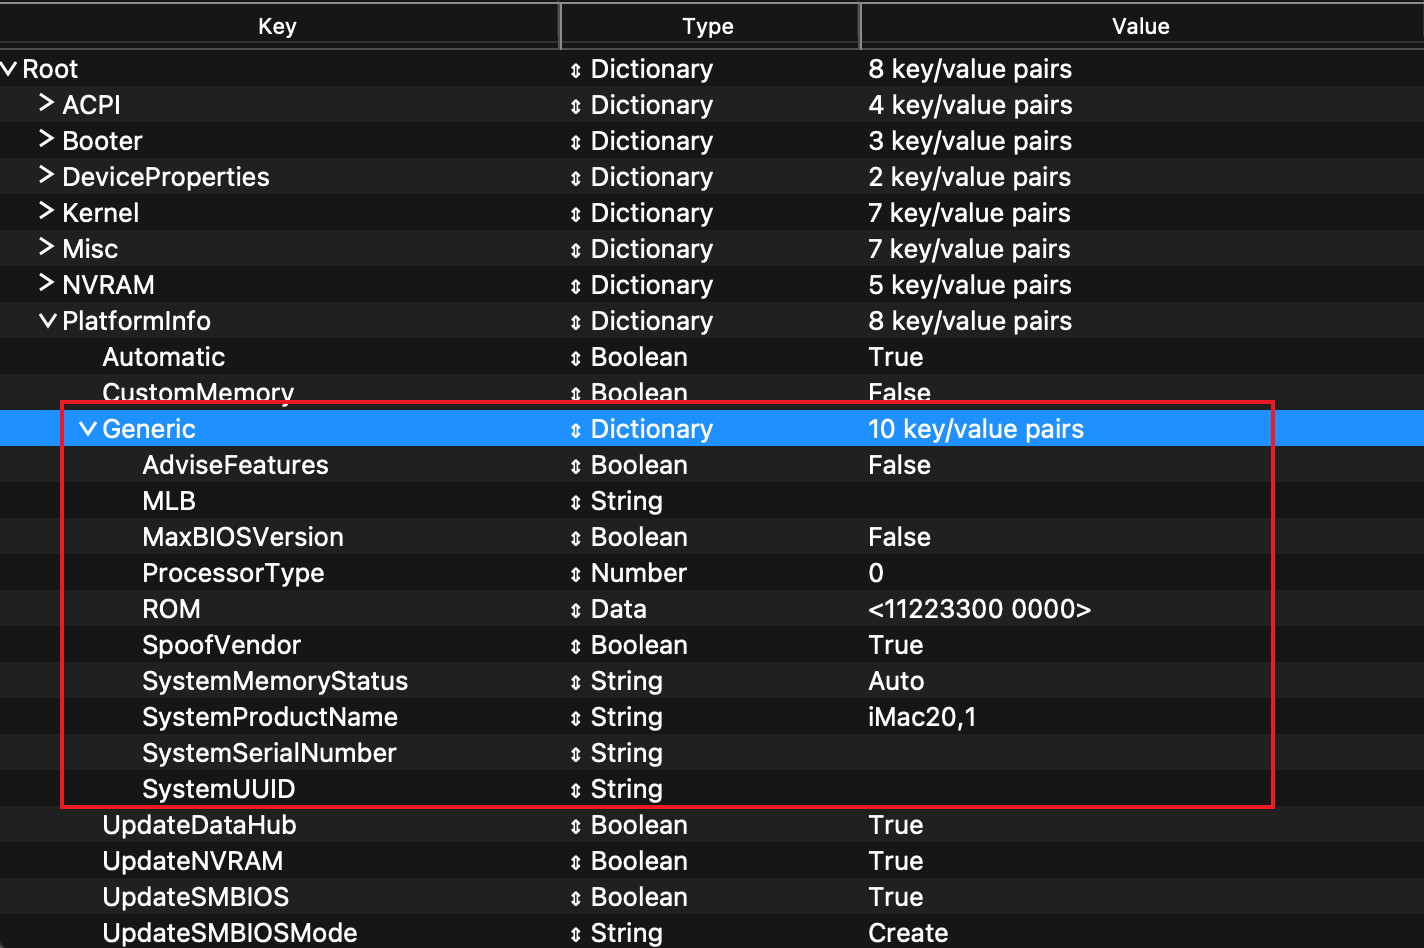 Key Type Value
Root Dictionary 8 key/value pairs
ACPI Dictionary 4 key/value pairs
Booter Dictionary 3 key/value pairs
DeviceProperties Dictionary 2 key/value pairs
Kernel Dictionary 7 key/value pairs
Misc Dictionary 7 key/value pairs
NVRAM Dictionary 5 key/value pairs
PlatformInfo Dictionary 8 key/value pairs
Automatic Boolean True
CustomMemory Boolean False
Generic Dictionary 10 key/value pairs
AdviseFeatures Boolean False
MLB String
MaxBIOSVersion Boolean False
ProcessorType Number 0
ROM Data <11223300 0000>
SpoofVendor Boolean True
SystemMemoryStatus String Auto
SystemProductName String iMac20,1
SystemSerialNumber String
SystemUUID String
UpdateDataHub Boolean True
UpdateNVRAM Boolean True
UpdateSMBIOS Boolean True
UpdateSMBIOSMode String Create